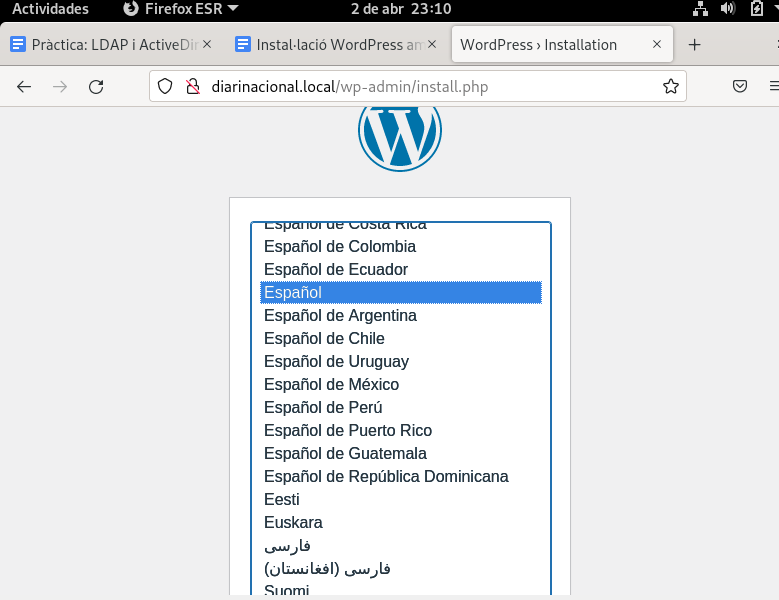 Actividades Firefox ESR 2 de abr 23:10
Pràctica: LDAP i ActiveDir Instal·lació WordPress am WordPress › Installation
diarinacional.local/wp-admin/install.php
Español de Costa Rica
Español de Colombia
Español de Ecuador
Español
Español de Argentina
Español de Chile
Español de Uruguay
Español de México
Español de Perú
Español de Puerto Rico
Español de Guatemala
Español de República Dominicana
Eesti
Euskara
فارسی
(فارسی (افغانستان
Suomi